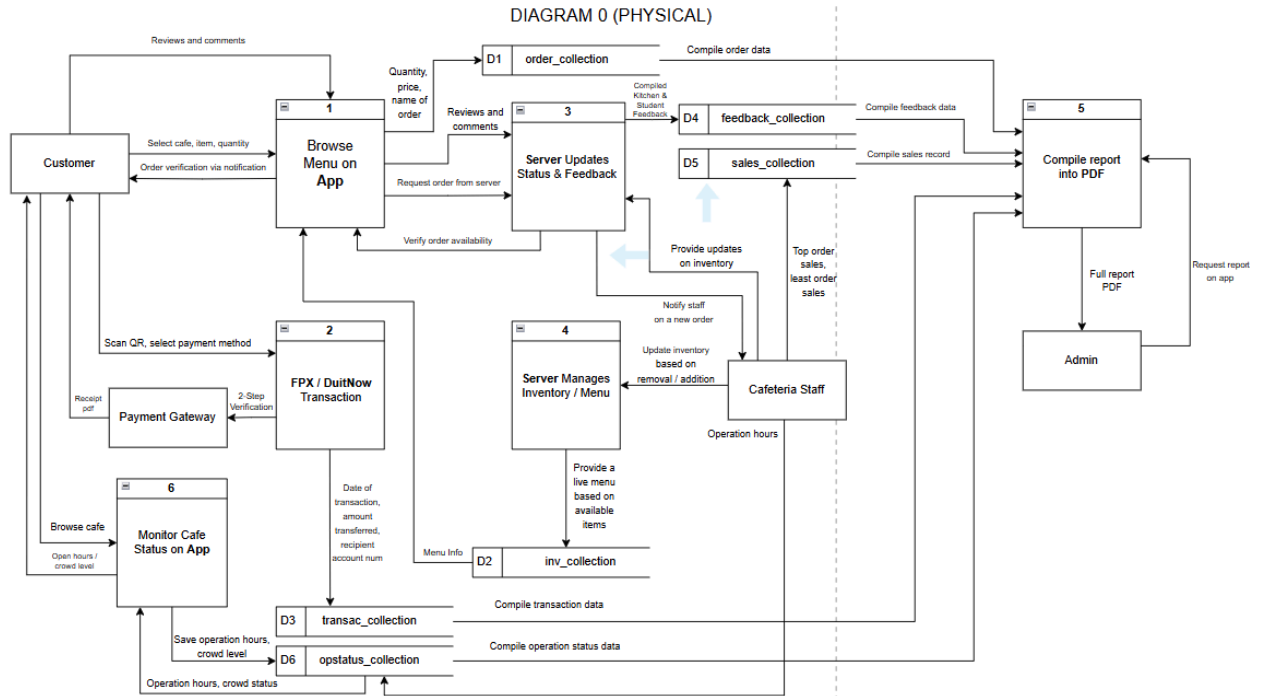 DIAGRAM 0 (PHYSICAL)
Reviews and comments
D1
order_collection
Compile order data
Quantity,
price,
name of
order
1
Browse
Menu on
App
Reviews and
comments
3
Server Updates
Status & Feedback
Compiled
Kitchen &
Student
Feedback
D4
feedback_collection
Compile feedback data
D5
sales_collection
Compile sales record
5
Compile report
into PDF
Customer
Select cafe, item, quantity
Order verification via notification
Request order from server
Verify order availability
Provide updates
on inventory
Top order
sales,
least order
sales
Full report
PDF
Request report
on app
Notify staff
on a new order
2
FPX / DuitNow
Transaction
Scan QR, select payment method
4
Server Manages
Inventory / Menu
Update inventory
based on
removal / addition
Cafeteria Staff
Admin
Receipt
pdf
Payment Gateway
2-Step
Verification
Operation hours
6
Monitor Cafe
Status on App
Browse cafe
Open hours /
crowd level
Date of
transaction,
amount
transferred,
recipient
account num
Provide a
live menu
based on
available
items
Menu Info
D2
inv_collection
D3
transac_collection
Compile transaction data
Save operation hours,
crowd level
D6
opstatus_collection
Compile operation status data
Operation hours, crowd status